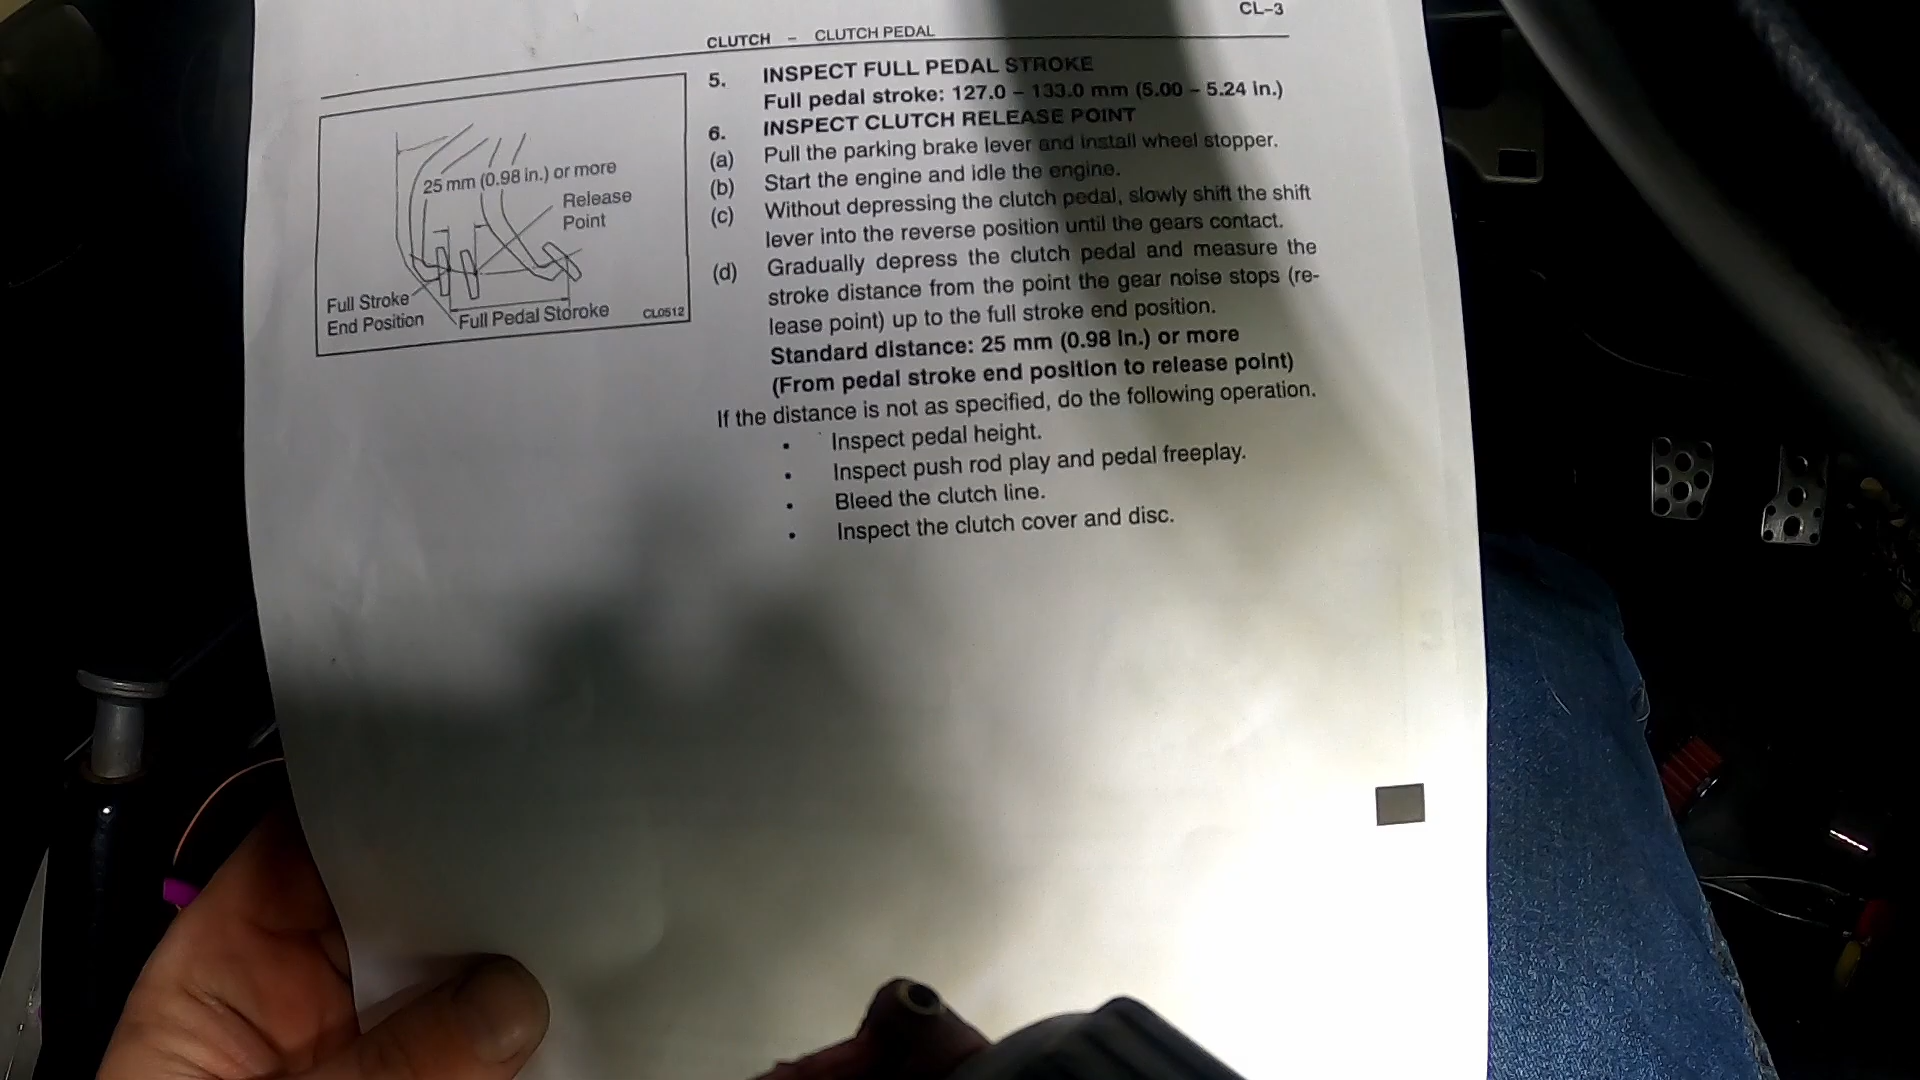 CL–3
CLUTCH – CLUTCH PEDAL
25 mm (0.98 in.) or more
Release
Point
Full Stroke
End Position
Full Pedal Storoke
CL0512
5. INSPECT FULL PEDAL STROKE
Full pedal stroke: 127.0 – 133.0 mm (5.00 – 5.24 in.)
6. INSPECT CLUTCH RELEASE POINT
(a) Pull the parking brake lever and install wheel stopper.
(b) Start the engine and idle the engine.
(c) Without depressing the clutch pedal, slowly shift the shift
lever into the reverse position until the gears contact.
(d) Gradually depress the clutch pedal and measure the
stroke distance from the point the gear noise stops (re-
lease point) up to the full stroke end position.
Standard distance: 25 mm (0.98 in.) or more
(From pedal stroke end position to release point)
If the distance is not as specified, do the following operation.
• Inspect pedal height.
• Inspect push rod play and pedal freeplay.
• Bleed the clutch line.
• Inspect the clutch cover and disc.